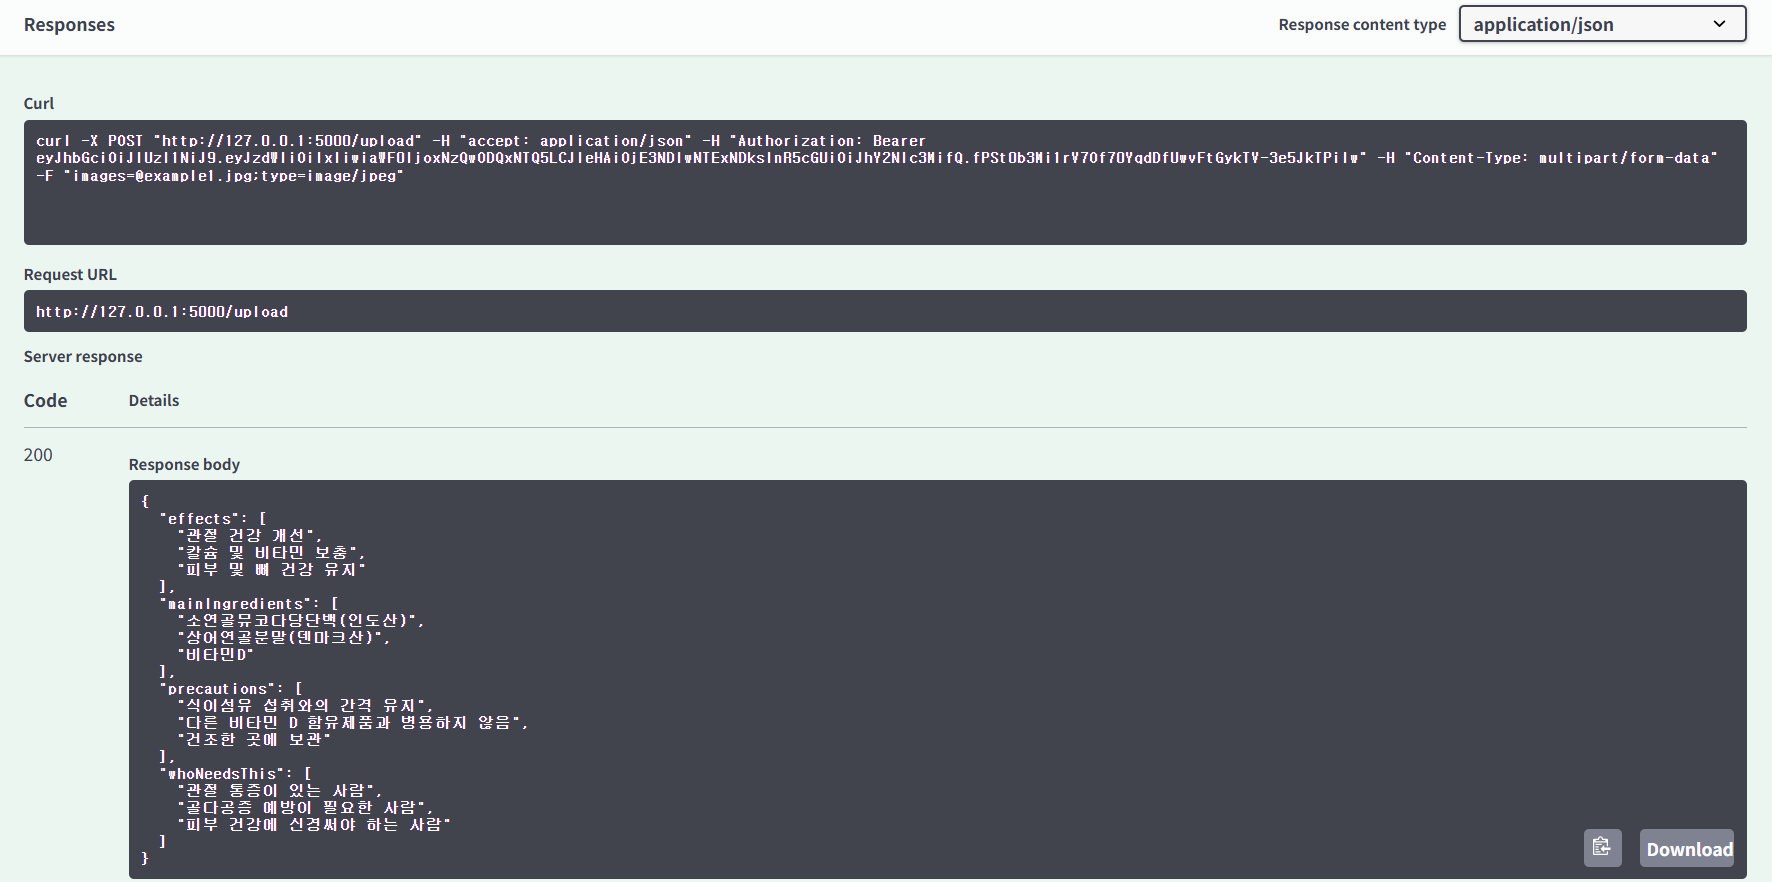 Responses
Response content type
application/json
Curl
curl -X POST "http://127.0.0.1:5000/upload" -H "accept: application/json" -H "Authorization: Bearer
-H "Content-Type: multipart/form-data"
-F "images=@example1.jpg;type=image/jpeg"
Request URL
http://127.0.0.1:5000/upload
Server response
Code
Details
200
Response body
{
"effects": [
"관절 건강 개선",
"칼슘 및 비타민 보충",
"피부 및 뼈 건강 유지"
],
"mainIngredients": [
"소연골뮤코다당단백(인도산)",
"상어연골분말(덴마크산)",
"비타민D"
],
"precautions": [
"식이섬유 섭취와의 간격 유지",
"다른 비타민 D 함유제품과 병용하지 않음",
"건조한 곳에 보관"
],
"whoNeedsThis": [
"관절 통증이 있는 사람",
"골다공증 예방이 필요한 사람",
"피부 건강에 신경써야 하는 사람"
]
}
Download